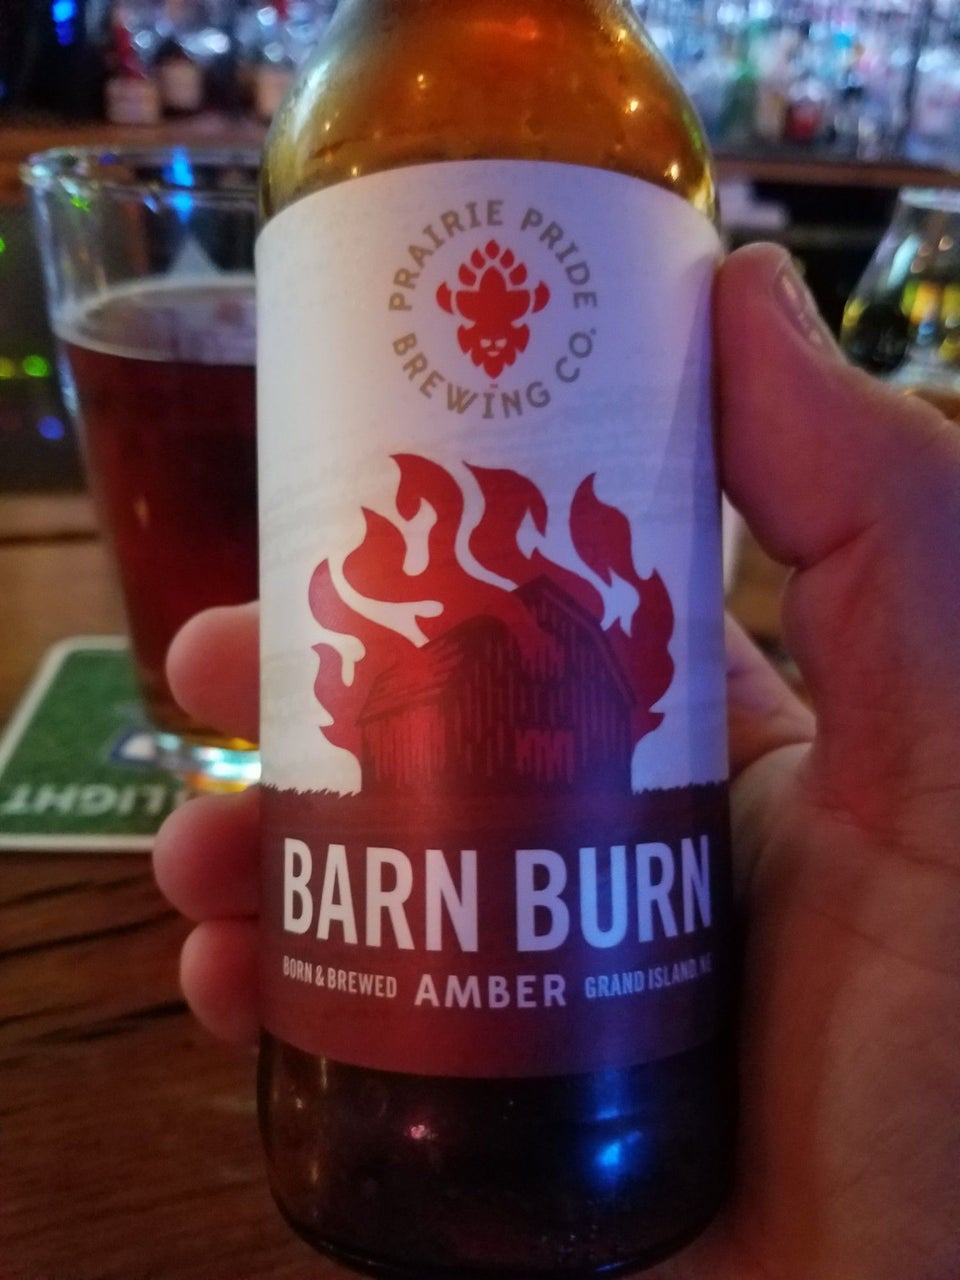 PRAIRIE PRIDE
BREWING CO.
BARN BURN
BORN & BREWED AMBER GRAND ISLAND, NE
LIGHT